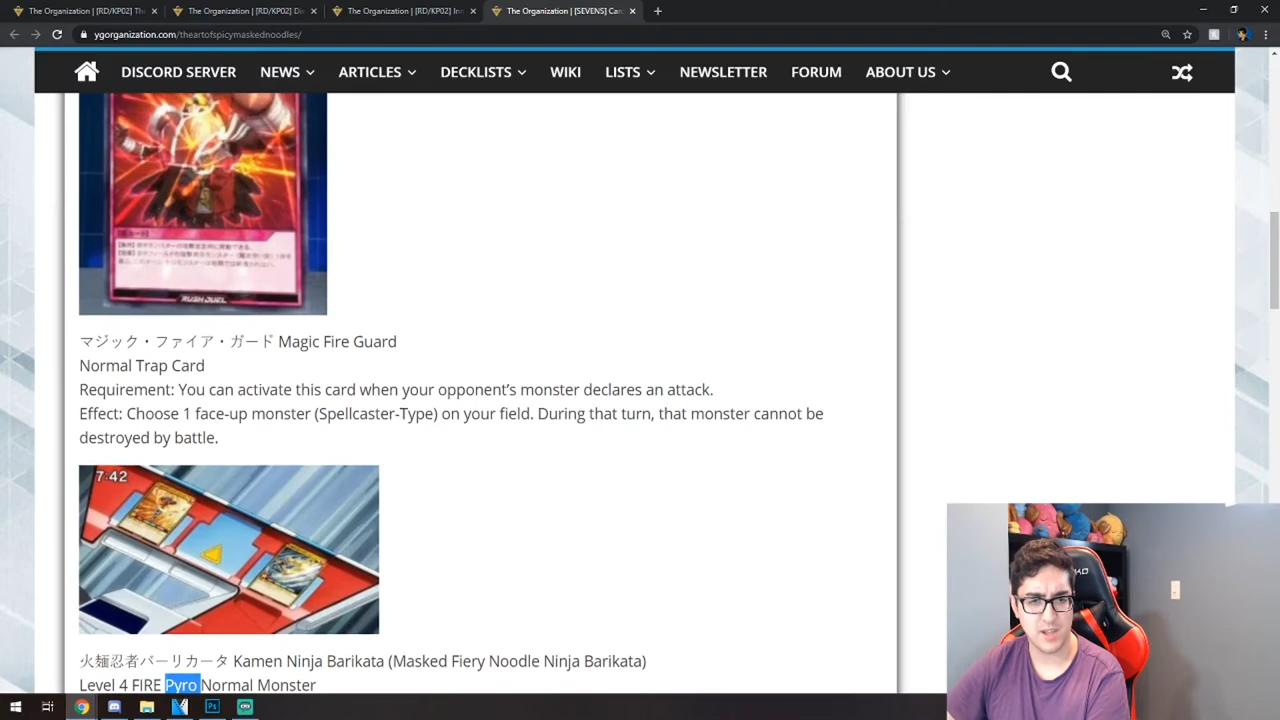 The Organization | [RD/KP02] Th
The Organization | [RD/KP02] Di
The Organization | [RD/KP02] Inn
The Organization | [SEVENS] Car
ygorganization.com/theartofspicymaskednoodles/
DISCORD SERVER NEWS ARTICLES DECKLISTS WIKI LISTS NEWSLETTER FORUM ABOUT US
RUSH DUEL
マジック・ファイア・ガード Magic Fire Guard
Normal Trap Card
Requirement: You can activate this card when your opponent’s monster declares an attack.
Effect: Choose 1 face-up monster (Spellcaster-Type) on your field. During that turn, that monster cannot be
destroyed by battle.
7:42
火麺忍者バーリカータ Kamen Ninja Barikata (Masked Fiery Noodle Ninja Barikata)
Level 4 FIRE Pyro Normal Monster